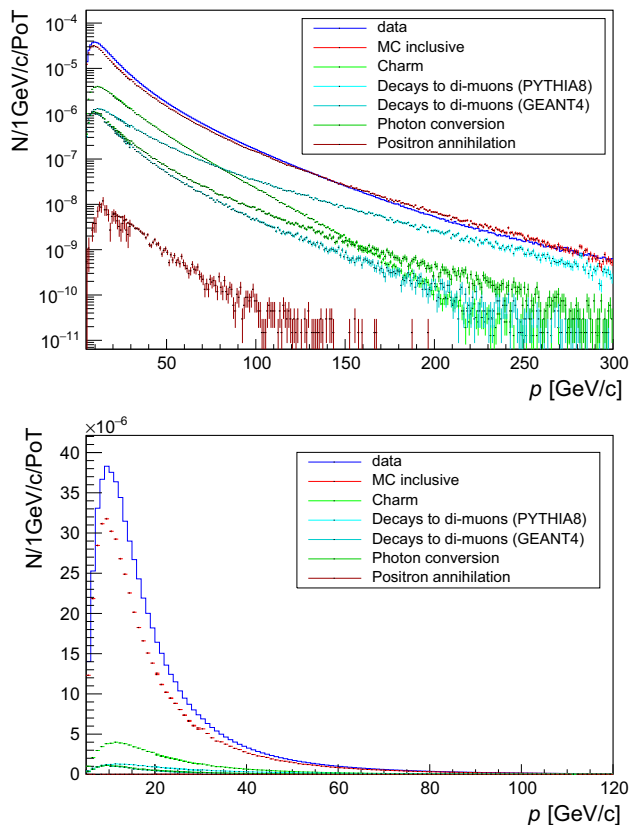 N/1GeV/c/PoT
10⁻⁴
10⁻⁵
10⁻⁶
10⁻⁷
10⁻⁸
10⁻⁹
10⁻¹⁰
10⁻¹¹
data
MC inclusive
Charm
Decays to di-muons (PYTHIA8)
Decays to di-muons (GEANT4)
Photon conversion
Positron annihilation
50 100 150 200 250 300
p [GeV/c]
×10⁻⁶
N/1GeV/c/PoT
40
35
30
25
20
15
10
5
0
data
MC inclusive
Charm
Decays to di-muons (PYTHIA8)
Decays to di-muons (GEANT4)
Photon conversion
Positron annihilation
20 40 60 80 100 120
p [GeV/c]